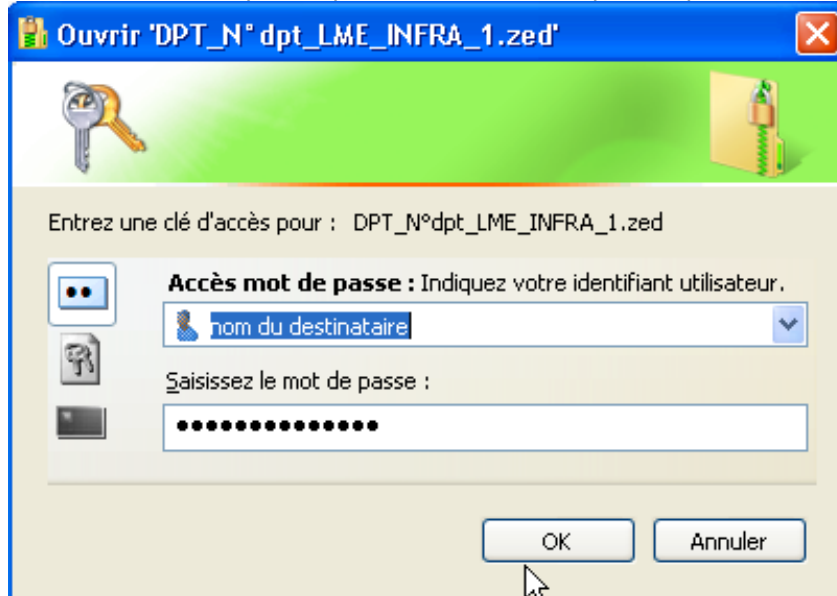 Ouvrir 'DPT_N° dpt_LME_INFRA_1.zed'
Entrez une clé d'accès pour : DPT_N°dpt_LME_INFRA_1.zed
Accès mot de passe : Indiquez votre identifiant utilisateur.
nom du destinataire
Saisissez le mot de passe :
••••••••••••••
OK Annuler